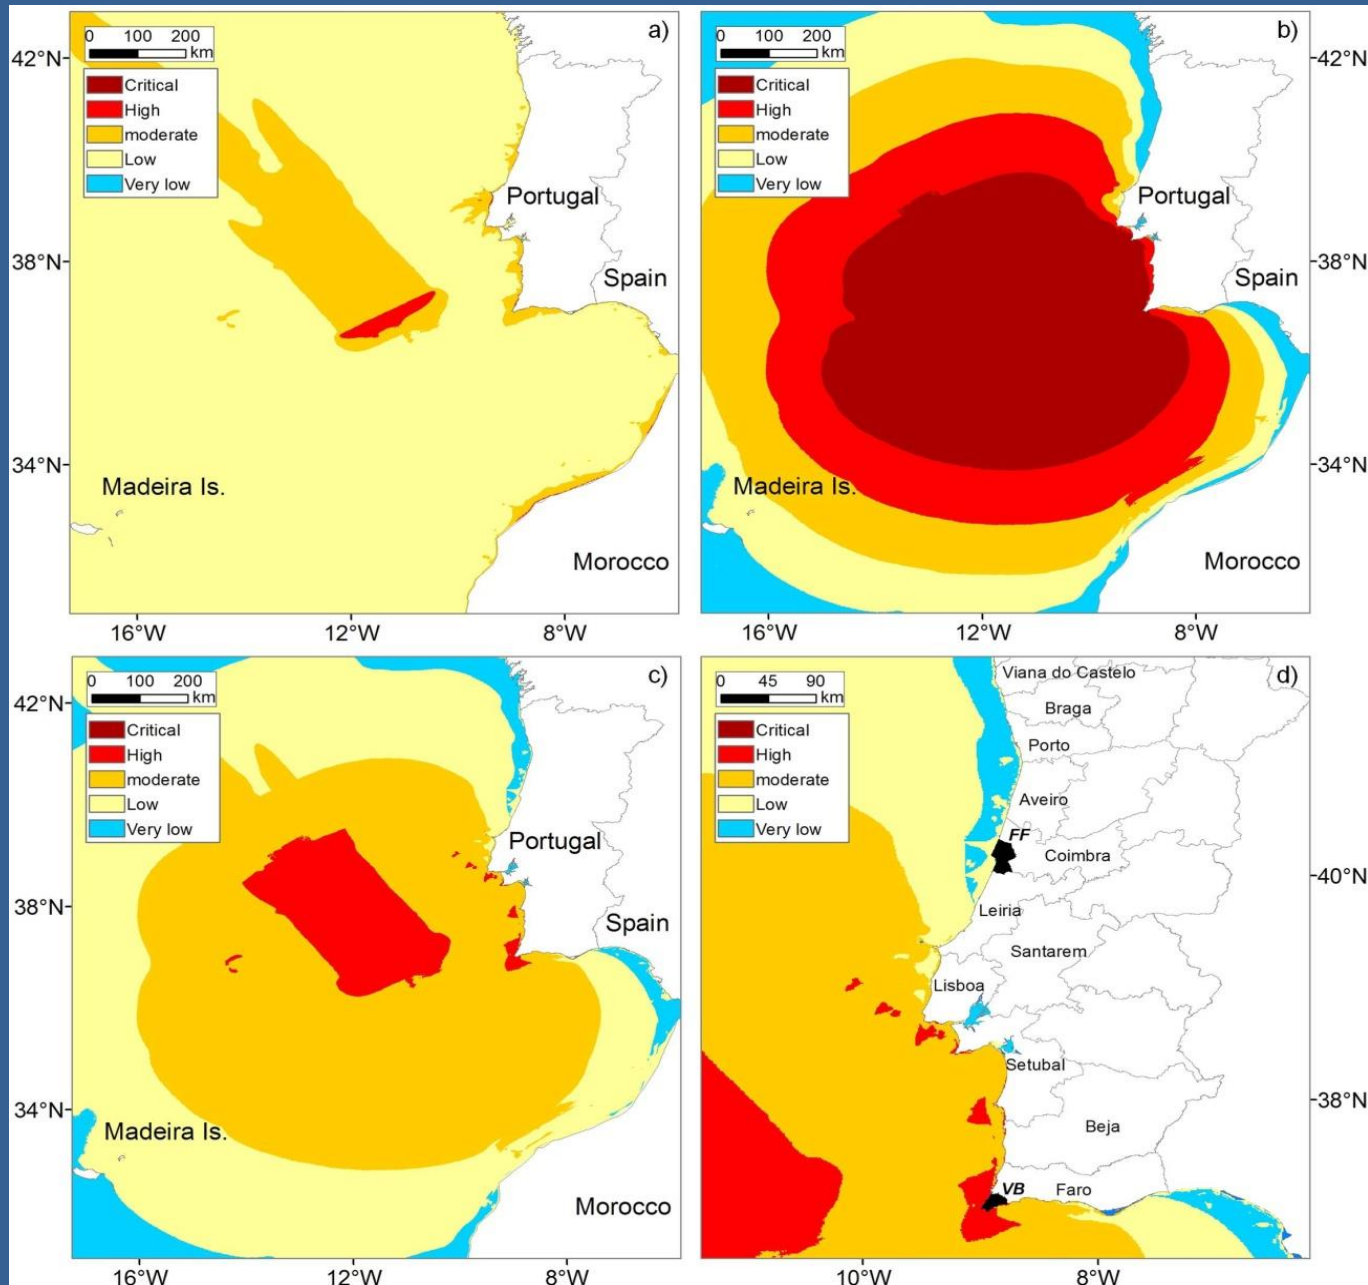 a)
0 100 200
km
Critical
High
moderate
Low
Very low
42°N
38°N
34°N
Portugal
Spain
Madeira Is.
Morocco
16°W 12°W 8°W
b)
0 100 200
km
Critical
High
moderate
Low
Very low
42°N
38°N
34°N
Portugal
Spain
Madeira Is.
Morocco
16°W 12°W 8°W
c)
0 100 200
km
Critical
High
moderate
Low
Very low
42°N
38°N
34°N
Portugal
Spain
Madeira Is.
Morocco
16°W 12°W 8°W
d)
0 45 90
km
Critical
High
moderate
Low
Very low
Viana do Castelo
Braga
Porto
Aveiro
FF
Coimbra
40°N
Leiria
Santarem
Lisboa
Setubal
38°N
Beja
VB
Faro
10°W 8°W